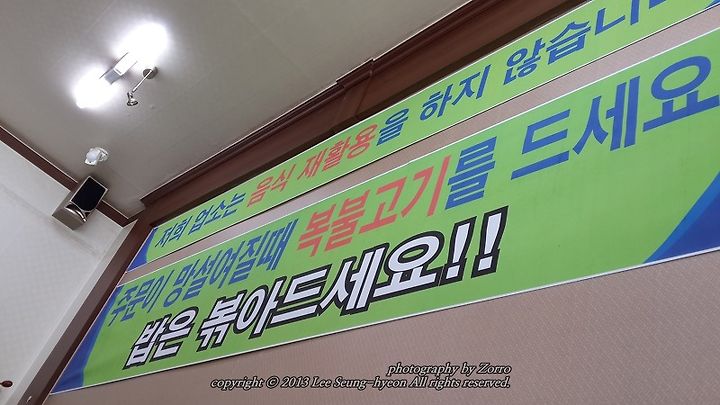 저희 업소는 음식 재활용을 하지 않습니다
주문이 망설여질때 복불고기를 드세요
밥은 볶아드세요!!
photography by Zorro
copyright © 2013 Lee Seung-hyeon All rights reserved.